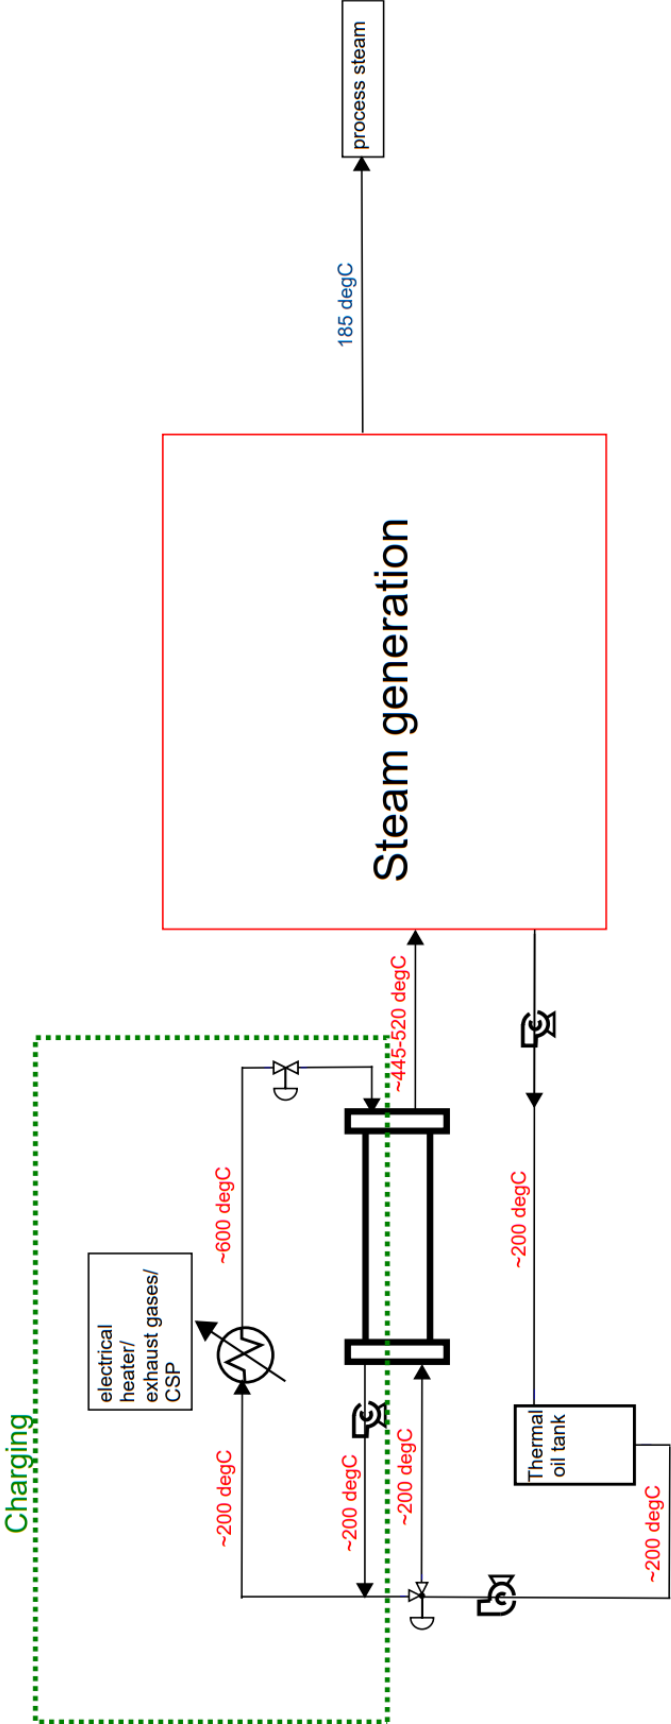 Charging
electrical
heater/
exhaust gases/
CSP
~200 degC
~600 degC
~200 degC
~200 degC
~445-520 degC
Steam generation
185 degC
process steam
~200 degC
Thermal
oil tank
~200 degC
C
C
C